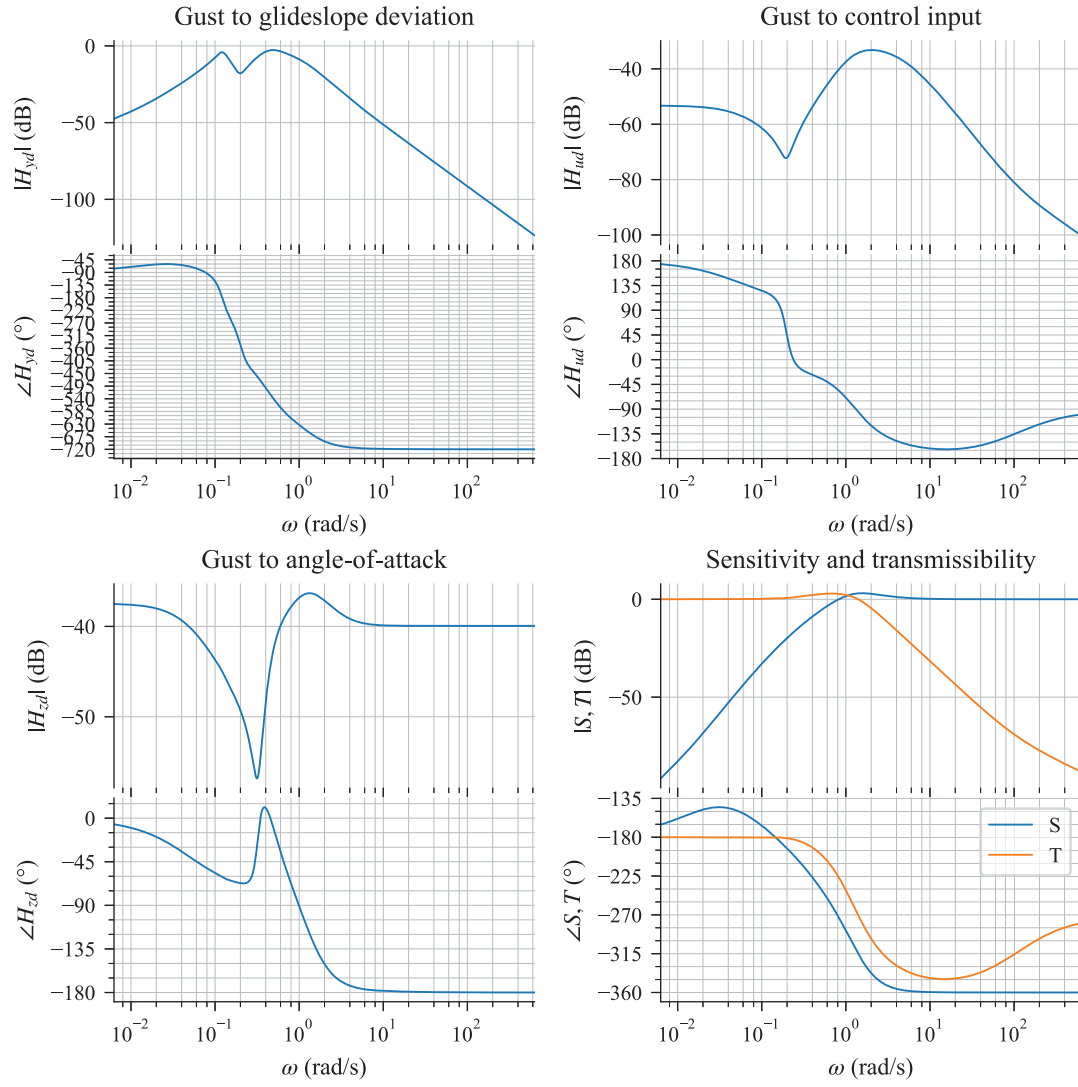 Gust to glideslope deviation
0
−50
−100
|H_yd| (dB)
−45
−90
−135
−180
−225
−270
−315
−360
−405
−450
−495
−540
−585
−630
−675
−720
∠H_yd (°)
10^−2 10^−1 10^0 10^1 10^2
ω (rad/s)
Gust to control input
−40
−60
−80
−100
|H_ud| (dB)
180
135
90
45
0
−45
−90
−135
−180
∠H_ud (°)
10^−2 10^−1 10^0 10^1 10^2
ω (rad/s)
Gust to angle-of-attack
−40
−50
|H_zd| (dB)
0
−45
−90
−135
−180
∠H_zd (°)
10^−2 10^−1 10^0 10^1 10^2
ω (rad/s)
Sensitivity and transmissibility
0
−50
|S, T| (dB)
−135
−180
−225
−270
−315
−360
∠S, T (°)
S
T
10^−2 10^−1 10^0 10^1 10^2
ω (rad/s)